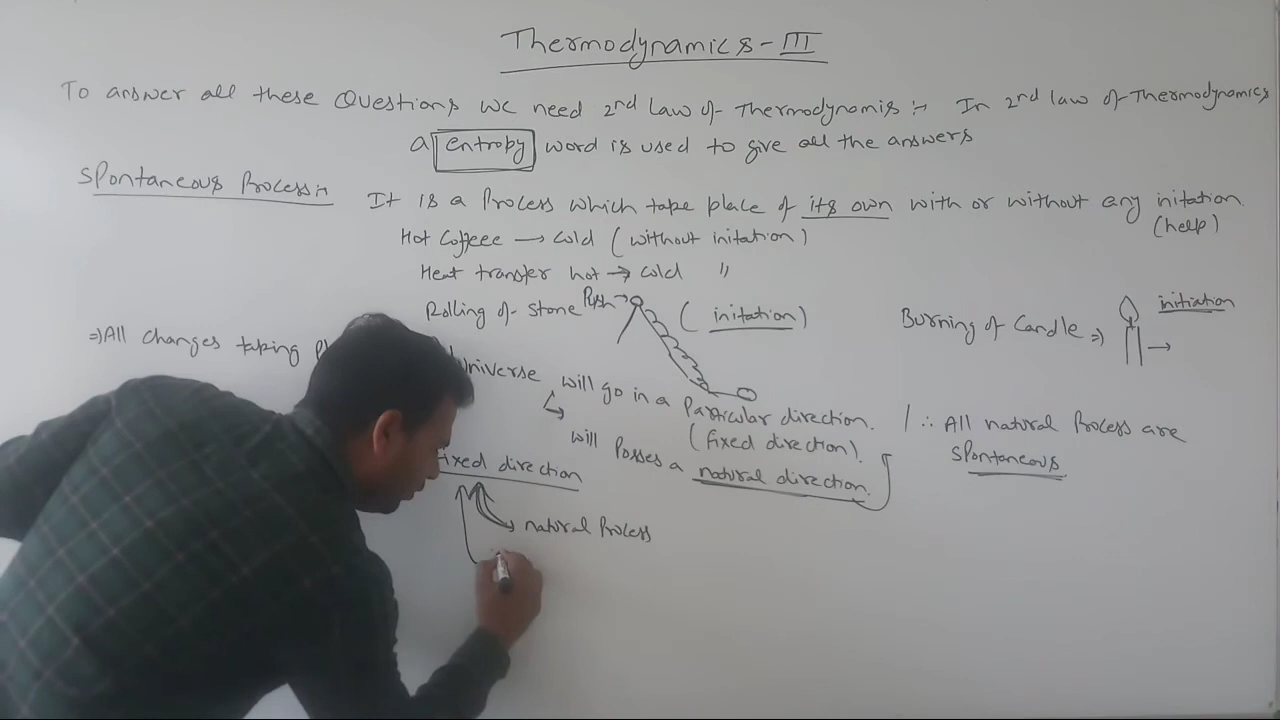 Thermodynamics - III
To answer all these Questions we need 2nd Law of Thermodynamis :- In 2nd law of Thermodynamics
a entropy word is used to give all the answers
Spontaneous Process :- It is a Process which take place of its own with or without any initation
(help)
Hot Coffeee → Cold (without initation)
Heat transfer hot → cold "
Rolling of Stone Push → (initation)
Burning of Candle ⇒ → initiation
⇒ All changes taking universe will go in a Particular direction.
(fixed direction).
will Posses a natural direction.
/ ∴ All natural Process are
Spontaneous
fixed direction
→ natural Process